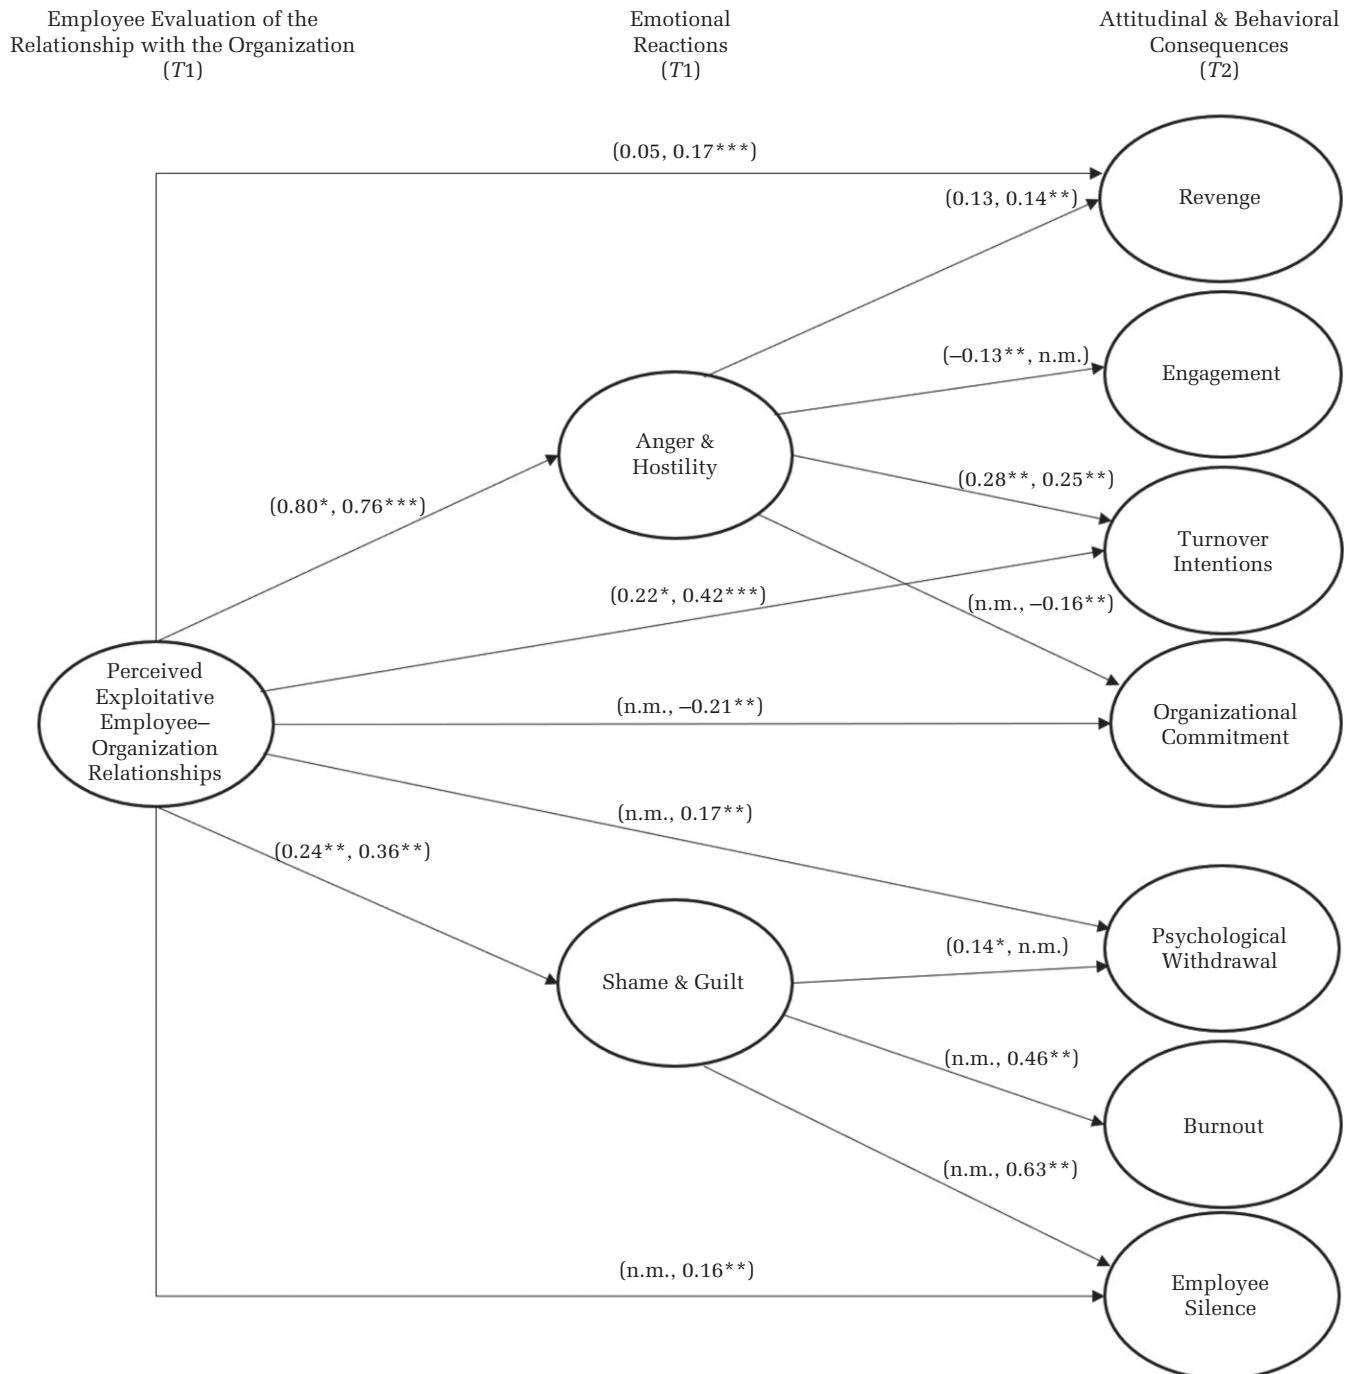 Employee Evaluation of the
Relationship with the Organization
(T1)
Emotional
Reactions
(T1)
Attitudinal & Behavioral
Consequences
(T2)
(0.05, 0.17***)
(0.13, 0.14**)
Revenge
(–0.13**, n.m.)
Engagement
Anger &
Hostility
(0.28**, 0.25**)
(0.80*, 0.76***)
Turnover
Intentions
(0.22*, 0.42***)
(n.m., –0.16**)
Perceived
Exploitative
Employee–
Organization
Relationships
(n.m., –0.21**)
Organizational
Commitment
(n.m., 0.17**)
(0.24**, 0.36**)
Psychological
Withdrawal
(0.14*, n.m.)
Shame & Guilt
(n.m., 0.46**)
Burnout
(n.m., 0.63**)
(n.m., 0.16**)
Employee
Silence